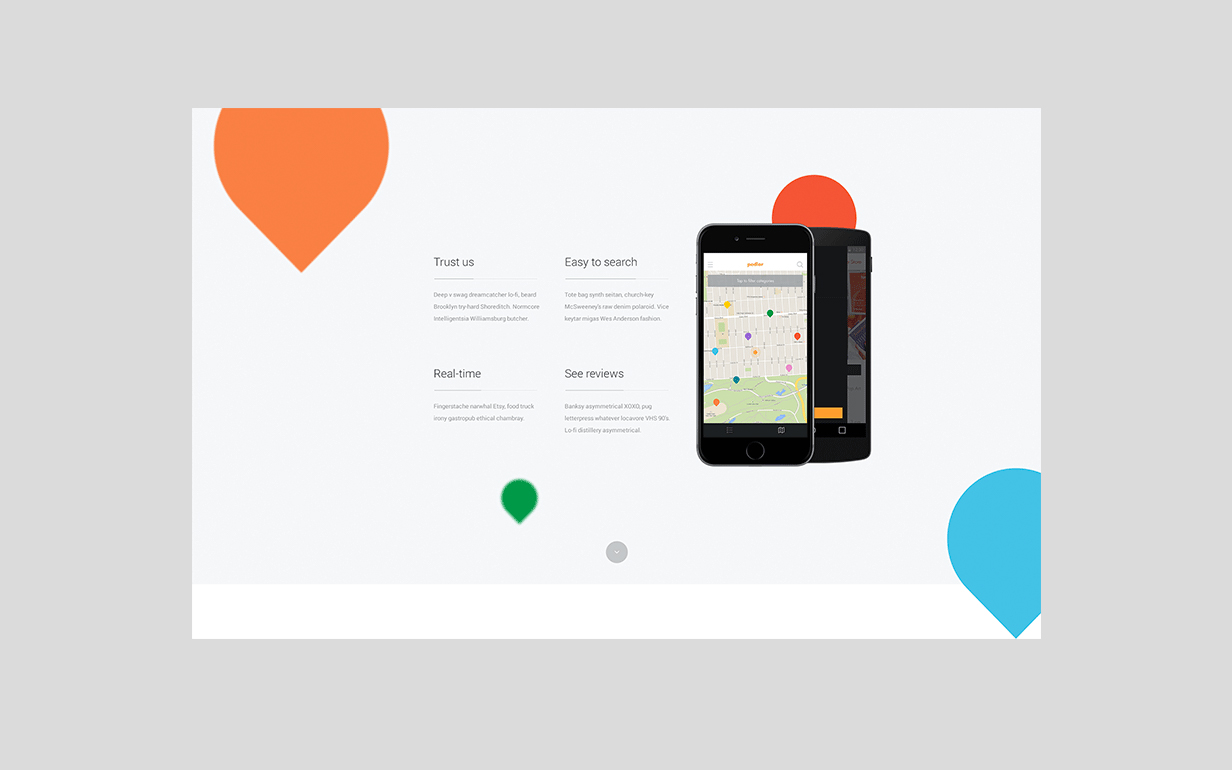 Trust us
Deep v swag dreamcatcher lo-fi, beard
Brooklyn try-hard Shoreditch. Normcore
Intelligentsia Williamsburg butcher.
Easy to search
Tote bag synth seitan, church-key
McSweeney's raw denim polaroid. Vice
keytar migas Wes Anderson fashion.
Real-time
Fingerstache narwhal Etsy, food truck
irony gastropub ethical chambray.
See reviews
Banksy asymmetrical XOXO, pug
letterpress whatever locavore VHS 90's.
Lo-fi distillery asymmetrical.
Tap to filter categories